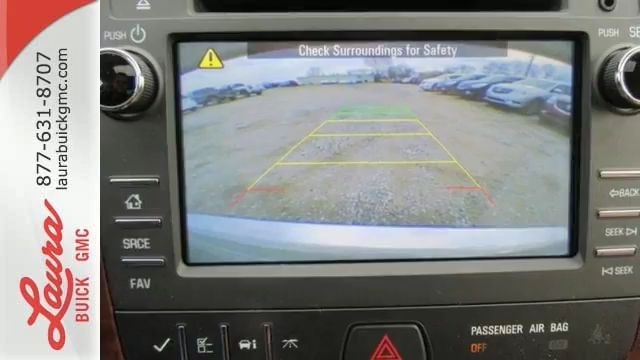 877-631-8707
laurabuickgmc.com
Laura
BUICK GMC
PUSH
Check Surroundings for Safety
PUSH
SE
SRCE
FAV
BACK
SEEK
SEEK
PASSENGER AIR BAG
OFF